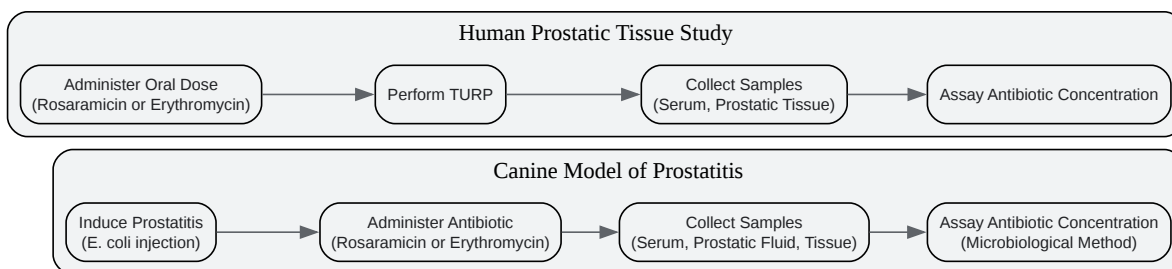 Human Prostatic Tissue Study
Administer Oral Dose
(Rosaramicin or Erythromycin)
Perform TURP
Collect Samples
(Serum, Prostatic Tissue)
Assay Antibiotic Concentration
Canine Model of Prostatitis
Induce Prostatitis
(E. coli injection)
Administer Antibiotic
(Rosaramicin or Erythromycin)
Collect Samples
(Serum, Prostatic Fluid, Tissue)
Assay Antibiotic Concentration
(Microbiological Method)